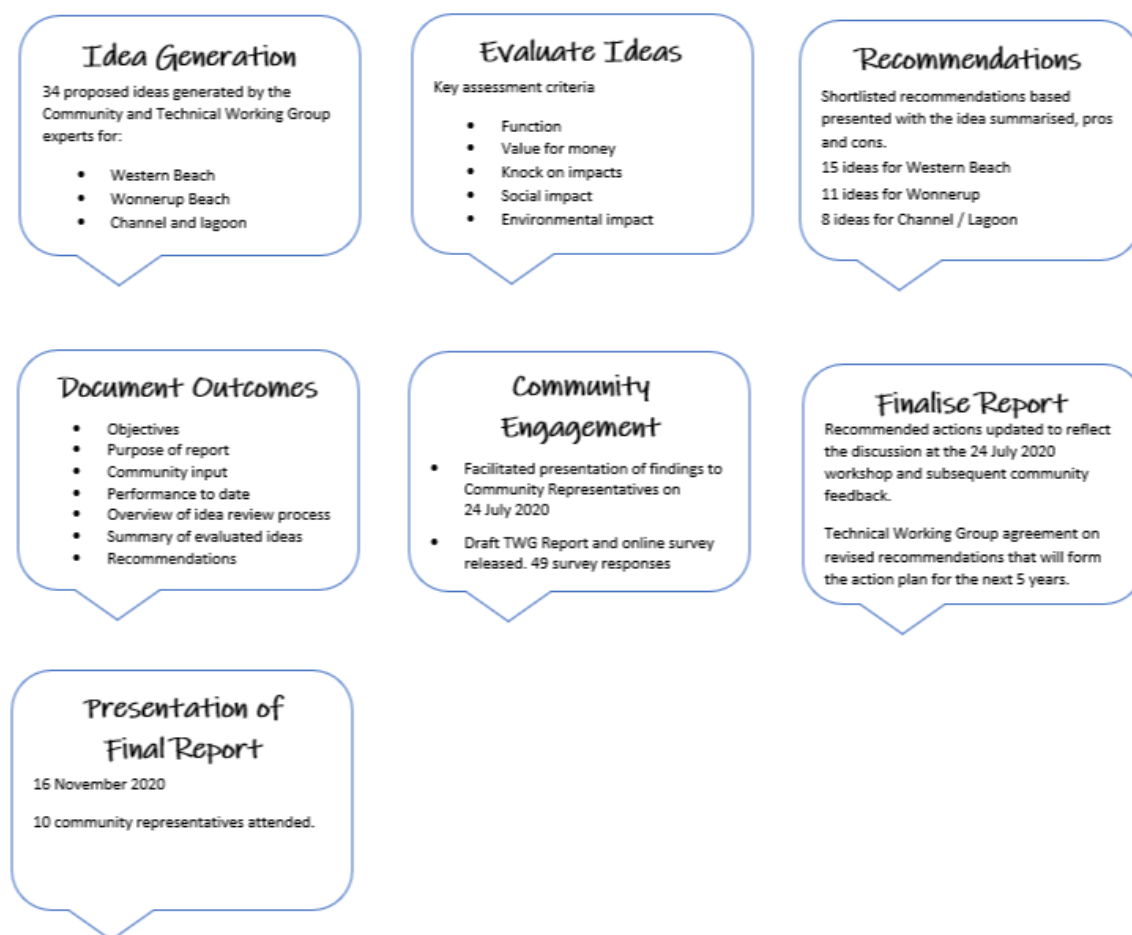 Idea Generation
34 proposed ideas generated by the
Community and Technical Working Group
experts for:
• Western Beach
• Wonnerup Beach
• Channel and lagoon
Evaluate Ideas
Key assessment criteria
• Function
• Value for money
• Knock on impacts
• Social impact
• Environmental impact
Recommendations
Shortlisted recommendations based
presented with the idea summarised, pros
and cons.
15 ideas for Western Beach
11 ideas for Wonnerup
8 ideas for Channel / Lagoon
Document Outcomes
• Objectives
• Purpose of report
• Community input
• Performance to date
• Overview of idea review process
• Summary of evaluated ideas
• Recommendations
Community
Engagement
• Facilitated presentation of findings to
Community Representatives on
24 July 2020
• Draft TWG Report and online survey
released. 49 survey responses
Finalise Report
Recommended actions updated to reflect
the discussion at the 24 July 2020
workshop and subsequent community
feedback.
Technical Working Group agreement on
revised recommendations that will form
the action plan for the next 5 years.
Presentation of
Final Report
16 November 2020
10 community representatives attended.